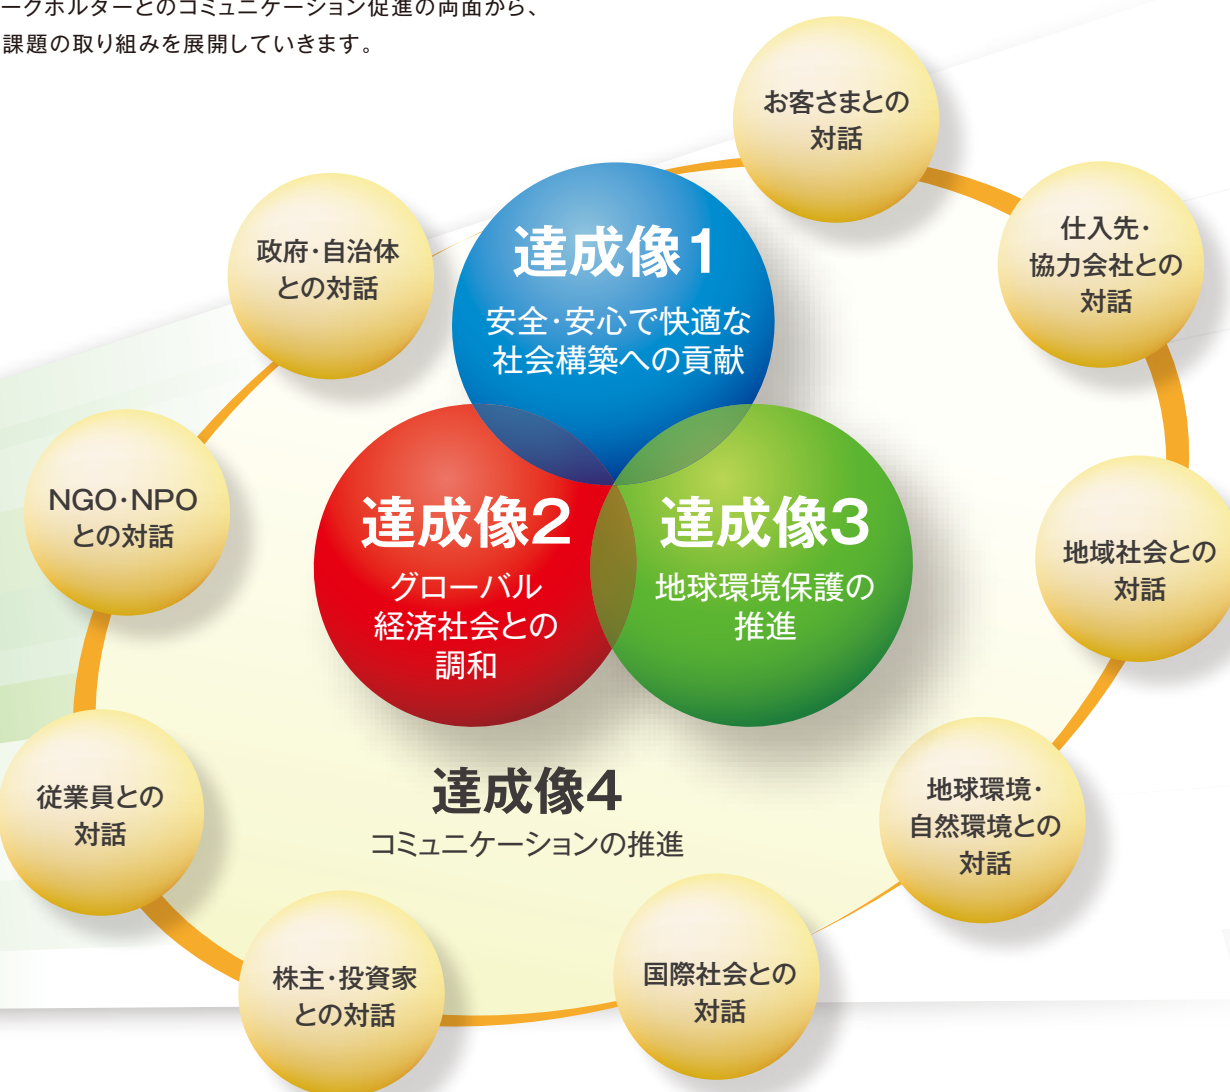 ークホルダーとのコミュニケーション促進の両面から、
課題の取り組みを展開していきます。
お客さまとの
対話
仕入先・
協力会社との
対話
地域社会との
対話
地球環境・
自然環境との
対話
国際社会との
対話
株主・投資家
との対話
従業員との
対話
NGO・NPO
との対話
政府・自治体
との対話
達成像1
安全・安心で快適な
社会構築への貢献
達成像2
グローバル
経済社会との
調和
達成像3
地球環境保護の
推進
達成像4
コミュニケーションの推進